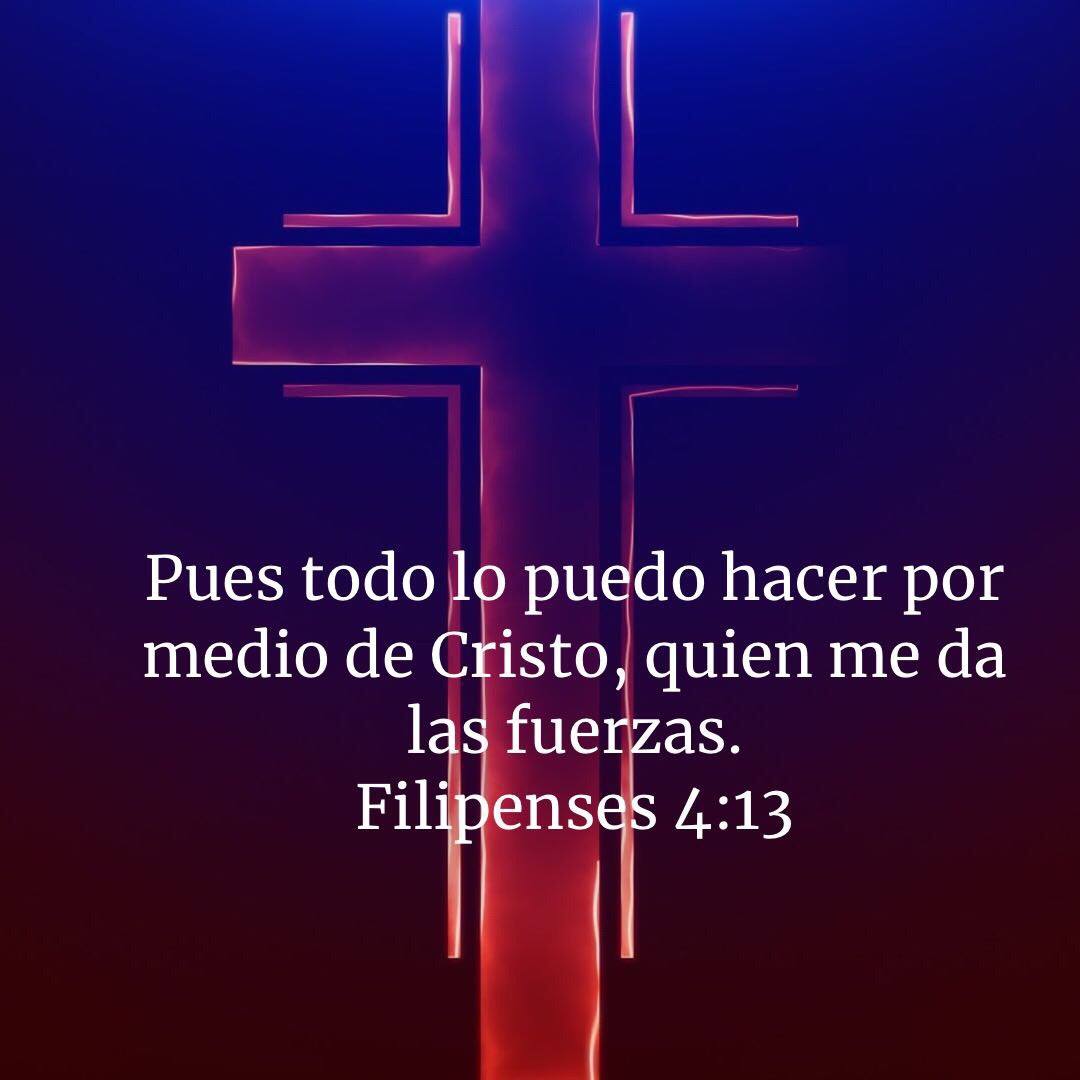 Pues todo lo puedo hacer por
medio de Cristo, quien me da
las fuerzas.
Filipenses 4:13